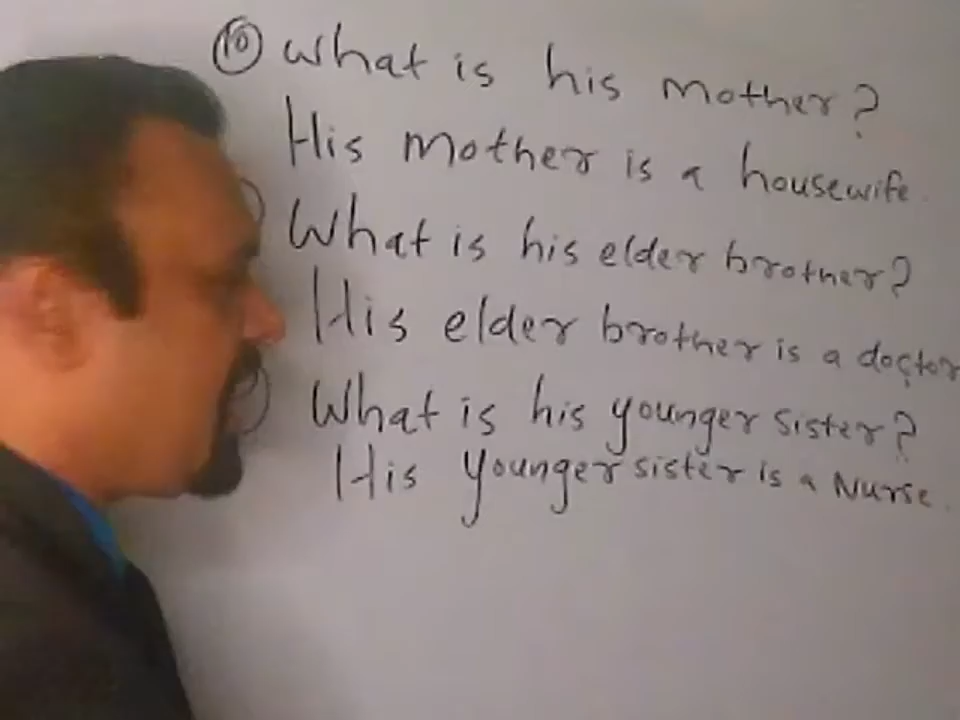 10 What is his mother?
His mother is a housewife.
What is his elder brother?
His elder brother is a doctor
What is his younger sister?
His younger sister is a Nurse.